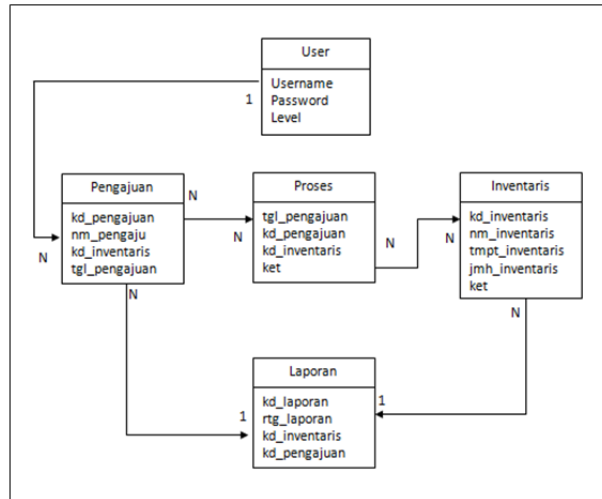 User
Username
Password
Level
1
Pengajuan
kd_pengajuan
nm_pengaju
kd_inventaris
tgl_pengajuan
N
N
N
N
Proses
tgl_pengajuan
kd_pengajuan
kd_inventaris
ket
N
N
Inventaris
kd_inventaris
nm_inventaris
tmpt_inventaris
jmh_inventaris
ket
N
Laporan
kd_laporan
rtg_laporan
kd_inventaris
kd_pengajuan
1
1